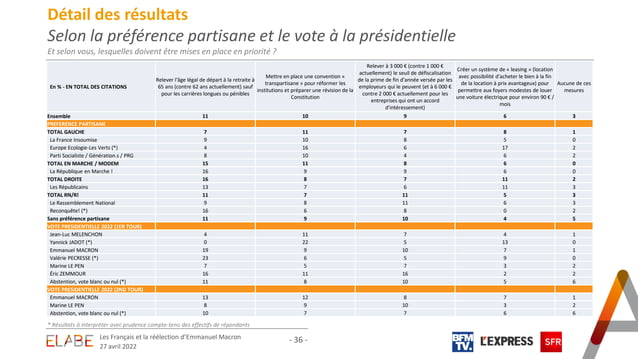 Détail des résultats
Selon la préférence partisane et le vote à la présidentielle
Et selon vous, lesquelles doivent être mises en place en priorité ?
En % - EN TOTAL DES CITATIONS
Relever l'âge légal de départ à la retraite à
65 ans (contre 62 ans actuellement) sauf
pour les carrières longues ou pénibles
Mettre en place une convention «
transpartisane » pour réformer les
institutions et préparer une révision de la
Constitution
Relever à 3 000 € (contre 1 000 €
actuellement) le seuil de défiscalisation
de la prime de fin d'année versée par les
employeurs qui le peuvent (et à 6 000 €
contre 2 000 € actuellement pour les
entreprises qui ont un accord
d'intéressement)
Créer un système de « leasing » (location
avec possibilité d'acheter le bien à la fin
de la location à prix avantageux) pour
permettre aux foyers modestes de louer
une voiture électrique pour environ 90 € /
mois
Aucune de ces
mesures
Ensemble 11 10 9 6 3
PREFERENCE PARTISANE
TOTAL GAUCHE 7 11 7 8 1
La France Insoumise 9 10 8 5 0
Europe Ecologie-Les Verts (*) 4 16 6 17 2
Parti Socialiste / Génération.s / PRG 8 10 4 6 2
TOTAL EN MARCHE / MODEM 15 11 8 6 0
La République en Marche ! 16 9 9 6 0
TOTAL DROITE 16 8 7 11 2
Les Républicains 13 7 6 11 3
TOTAL RN/R! 11 7 11 5 3
Le Rassemblement National 9 8 11 6 3
Reconquête! (*) 16 6 8 0 2
Sans préférence partisane 11 9 10 4 5
VOTE PRESIDENTIELLE 2022 (1ER TOUR)
Jean-Luc MELENCHON 4 11 7 4 1
Yannick JADOT (*) 0 22 5 13 0
Emmanuel MACRON 19 9 10 7 1
Valérie PECRESSE (*) 23 6 5 9 0
Marine LE PEN 7 5 7 3 2
Éric ZEMMOUR 16 11 16 2 2
Abstention, vote blanc ou nul (*) 11 8 10 5 6
VOTE PRESIDENTIELLE 2022 (2ND TOUR)
Emmanuel MACRON 13 12 8 7 1
Marine LE PEN 8 9 10 3 2
Abstention, vote blanc ou nul (*) 10 7 7 6 6
* Résultats à interpréter avec prudence compte-tenu des effectifs de répondants
ELABE
Les Français et la réélection d'Emmanuel Macron
27 avril 2022
- 36 -
BFM
TV.
L'EXPRESS
SFR